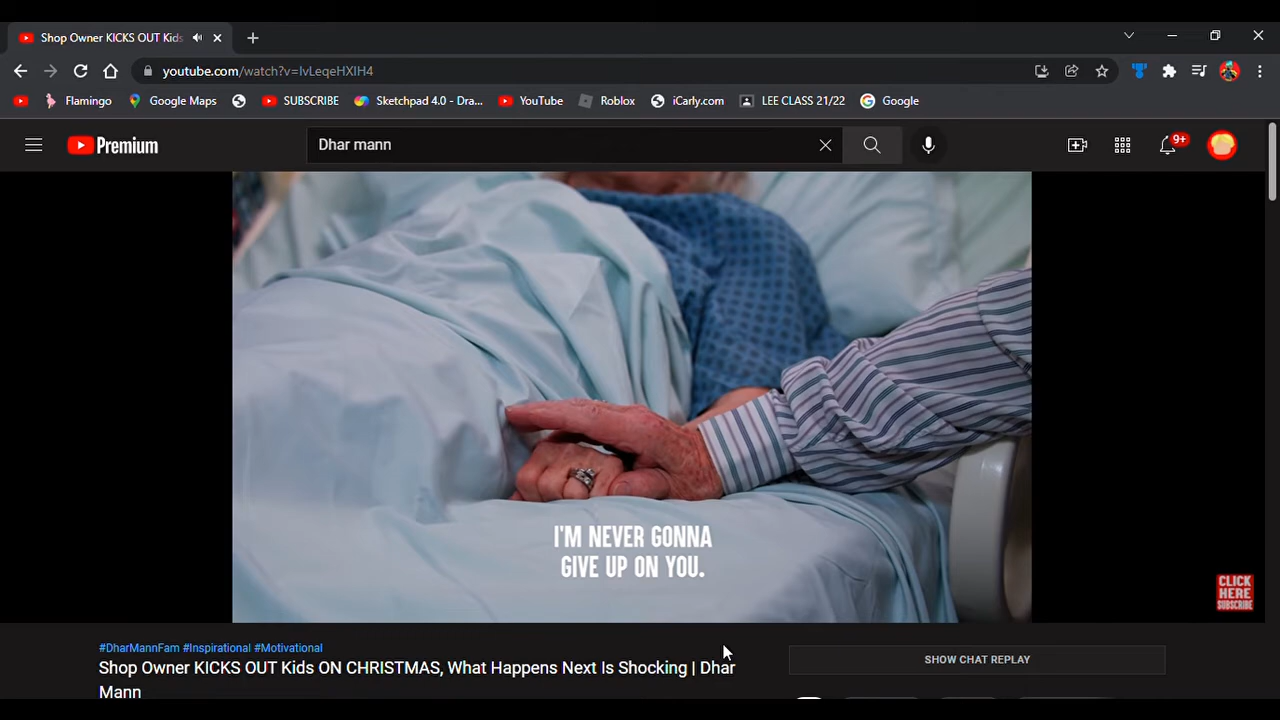 Shop Owner KICKS OUT Kids
youtube.com/watch?v=IvLeqeHXIH4
Flamingo Google Maps SUBSCRIBE Sketchpad 4.0 - Dra... YouTube Roblox iCarly.com LEE CLASS 21/22 Google
Premium Dhar mann 9+
I'M NEVER GONNA
GIVE UP ON YOU.
CLICK
HERE
SUBSCRIBE
#DharMannFam #Inspirational #Motivational
Shop Owner KICKS OUT Kids ON CHRISTMAS, What Happens Next Is Shocking | Dhar
Mann
SHOW CHAT REPLAY